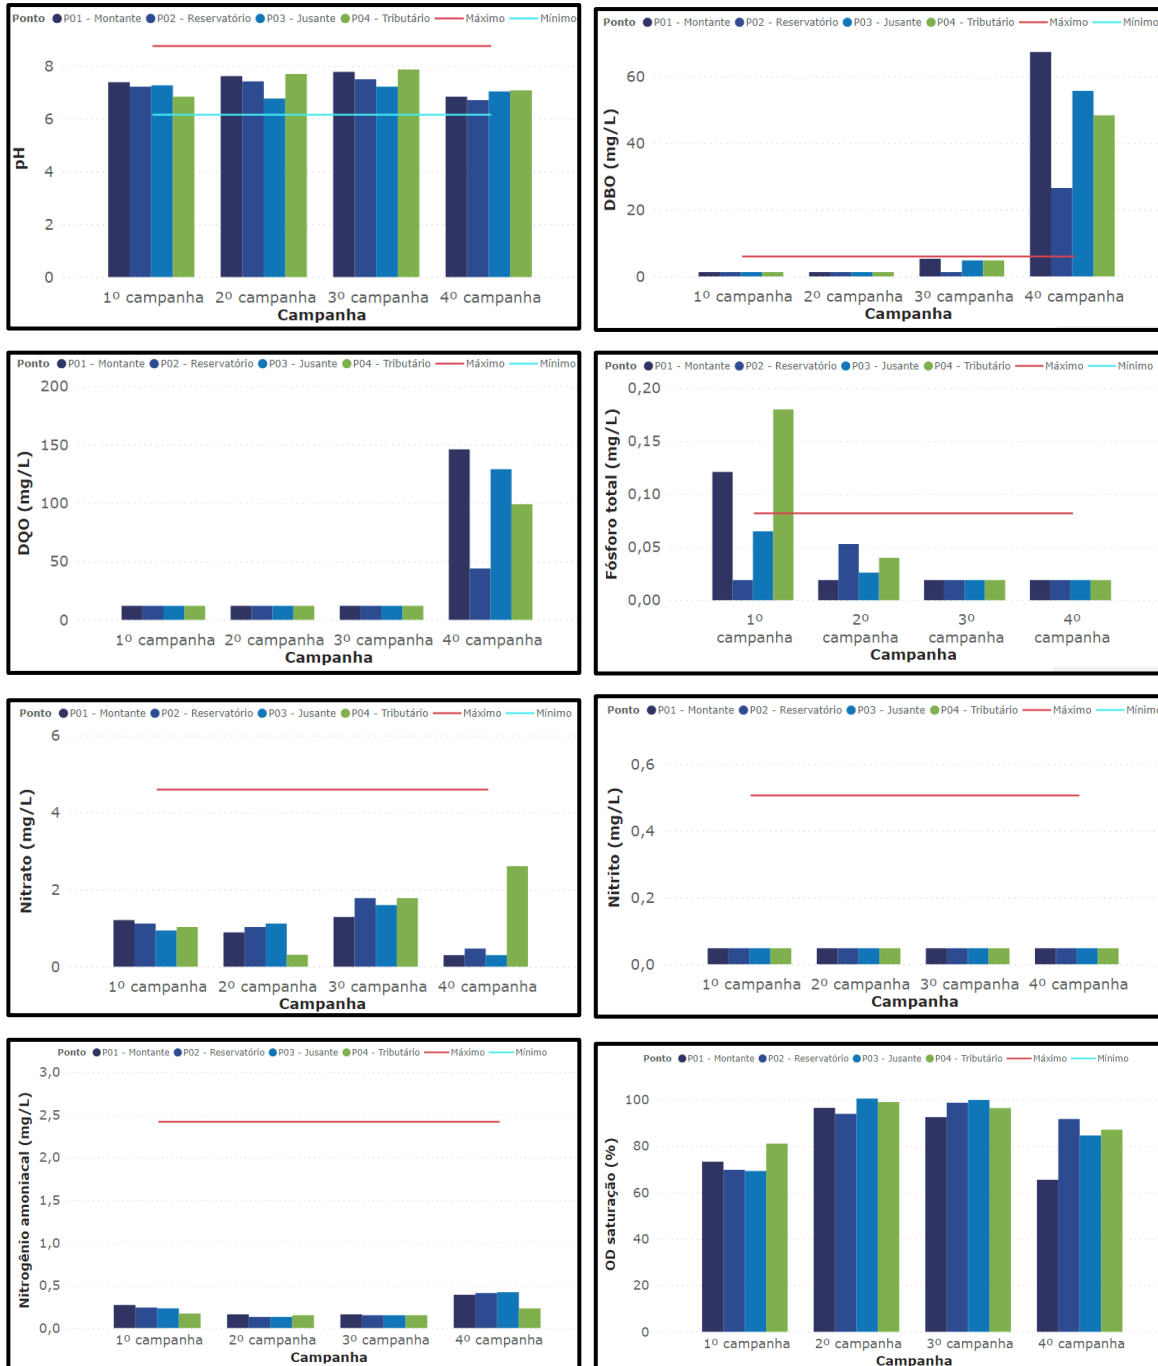 Ponto P01 - Montante P02 - Reservatório P03 - Jusante P04 - Tributário Máximo Mínimo
pH
8
6
4
2
0
1º campanha 2º campanha 3º campanha 4º campanha
Campanha
Ponto P01 - Montante P02 - Reservatório P03 - Jusante P04 - Tributário Máximo Mínimo
DBO (mg/L)
60
40
20
0
1º campanha 2º campanha 3º campanha 4º campanha
Campanha
Ponto P01 - Montante P02 - Reservatório P03 - Jusante P04 - Tributário Máximo Mínimo
DQO (mg/L)
200
150
100
50
0
1º campanha 2º campanha 3º campanha 4º campanha
Campanha
Ponto P01 - Montante P02 - Reservatório P03 - Jusante P04 - Tributário Máximo Mínimo
Fósforo total (mg/L)
0,20
0,15
0,10
0,05
0,00
1º 2º 3º 4º
campanha campanha campanha campanha
Campanha
Ponto P01 - Montante P02 - Reservatório P03 - Jusante P04 - Tributário Máximo Mínimo
Nitrato (mg/L)
6
4
2
0
1º campanha 2º campanha 3º campanha 4º campanha
Campanha
Ponto P01 - Montante P02 - Reservatório P03 - Jusante P04 - Tributário Máximo Mínimo
Nitrito (mg/L)
0,6
0,4
0,2
0,0
1º campanha 2º campanha 3º campanha 4º campanha
Campanha
Ponto P01 - Montante P02 - Reservatório P03 - Jusante P04 - Tributário Máximo Mínimo
Nitrogênio amoniacal (mg/L)
3,0
2,5
2,0
1,5
1,0
0,5
0,0
1º campanha 2º campanha 3º campanha 4º campanha
Campanha
Ponto P01 - Montante P02 - Reservatório P03 - Jusante P04 - Tributário Máximo Mínimo
OD saturação (%)
100
80
60
40
20
0
1º campanha 2º campanha 3º campanha 4º campanha
Campanha